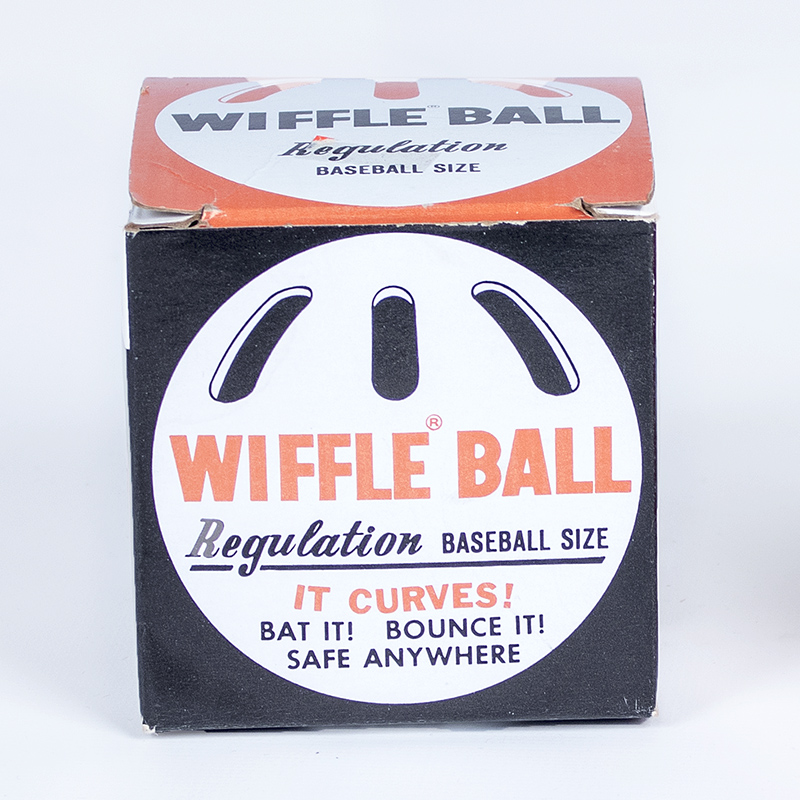 WIFFLE® BALL
Regulation
BASEBALL SIZE
WIFFLE® BALL
Regulation BASEBALL SIZE
IT CURVES!
BAT IT! BOUNCE IT!
SAFE ANYWHERE